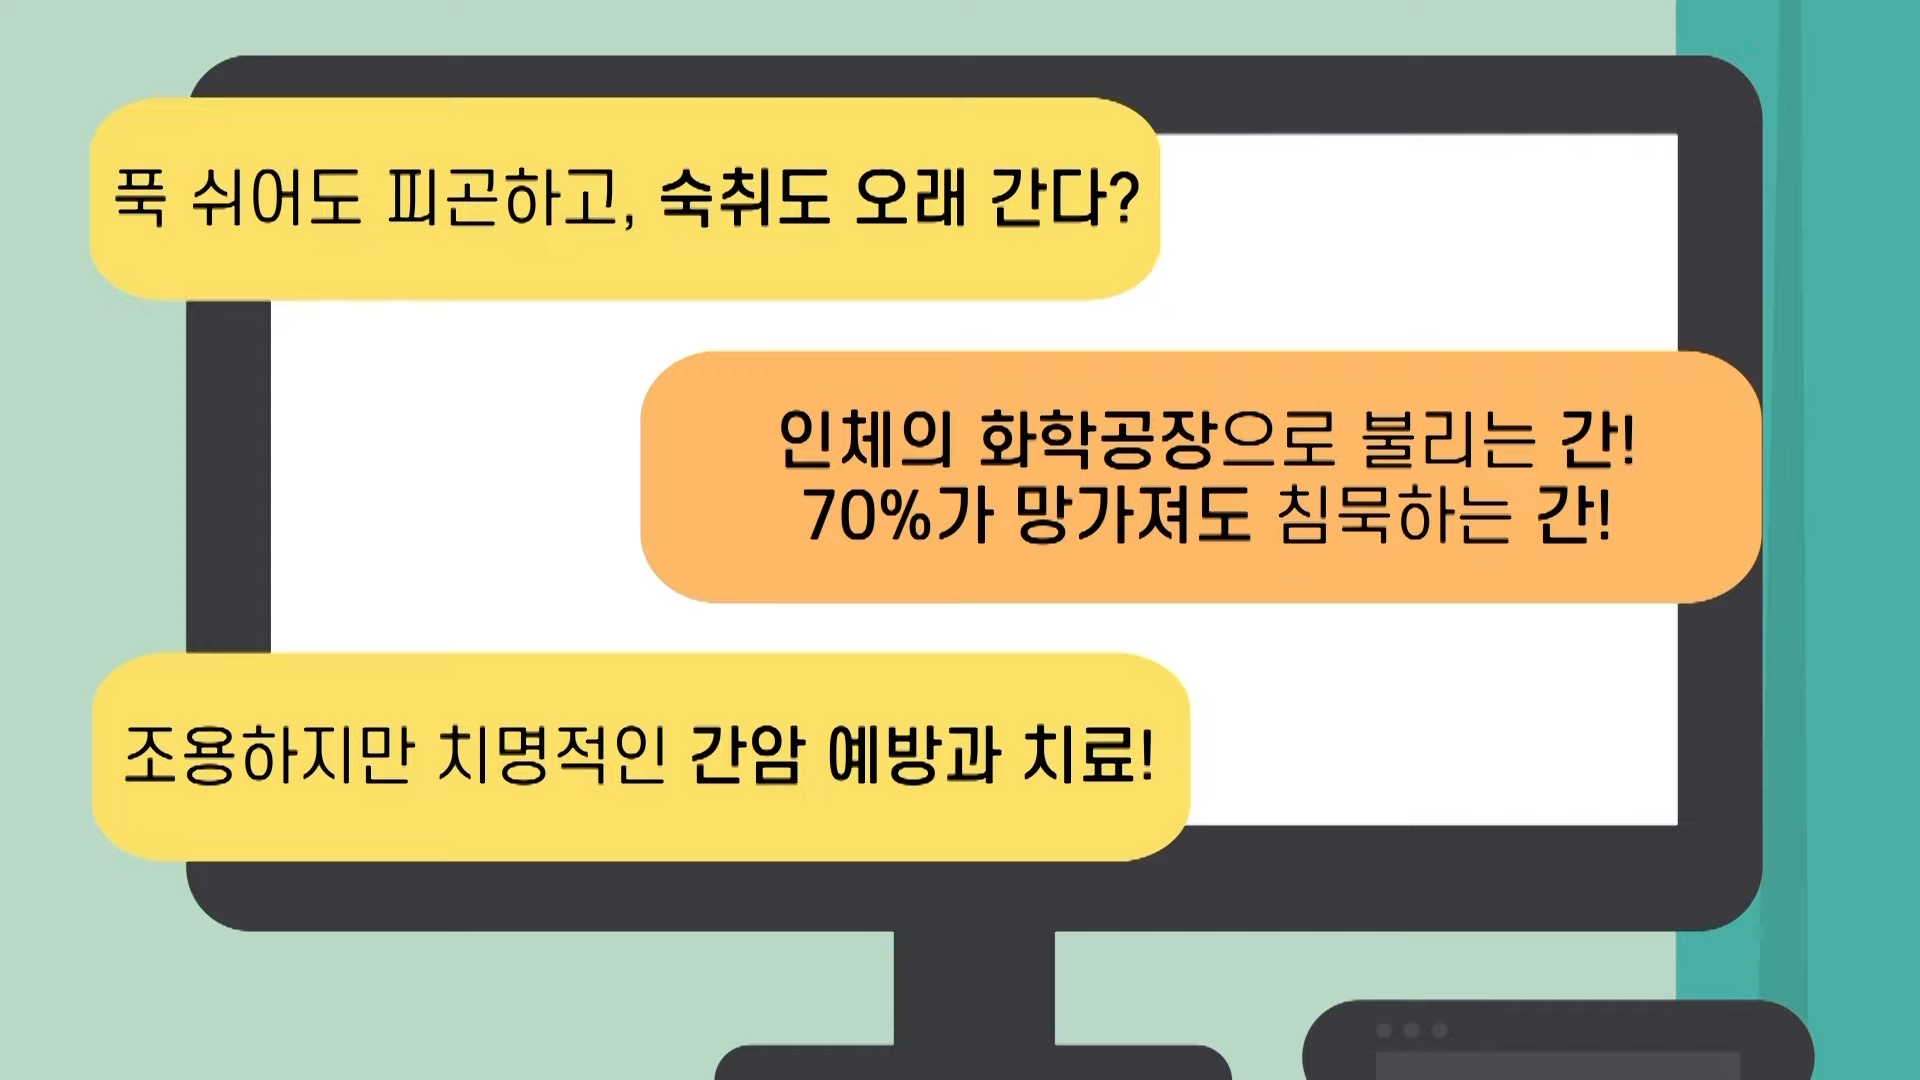 푹 쉬어도 피곤하고, 숙취도 오래 간다?
인체의 화학공장으로 불리는 간!
70%가 망가져도 침묵하는 간!
조용하지만 치명적인 간암 예방과 치료!